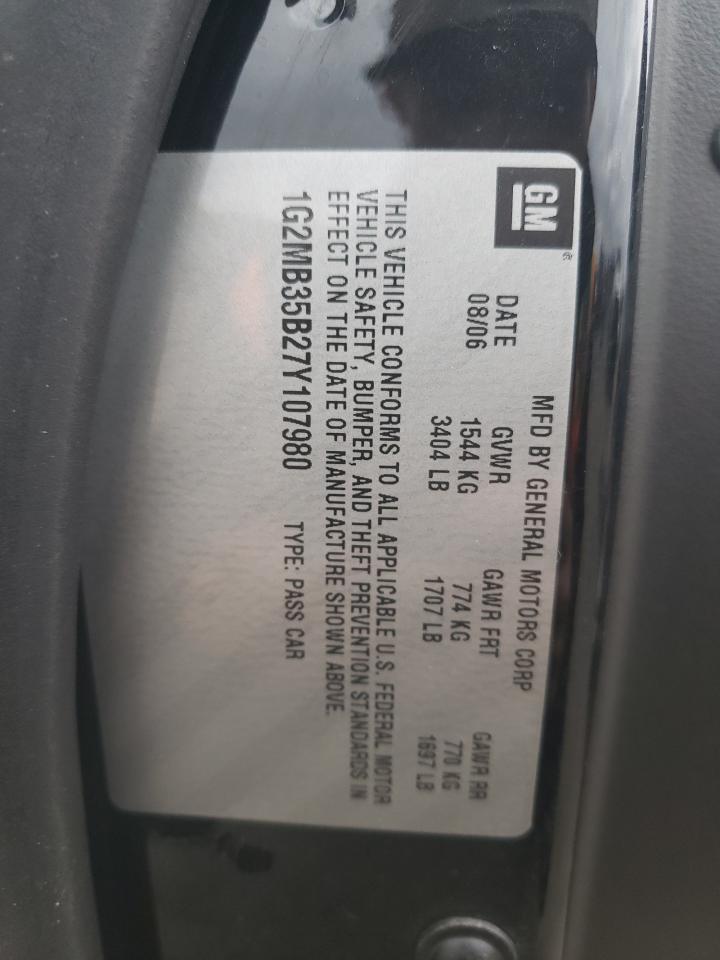 GM
®
MFD BY GENERAL MOTORS CORP
DATE GVWR GAWR FRT GAWR RR
08/06 1544 KG 774 KG 770 KG
3404 LB 1707 LB 1697 LB
THIS VEHICLE CONFORMS TO ALL APPLICABLE U.S. FEDERAL MOTOR
VEHICLE SAFETY, BUMPER, AND THEFT PREVENTION STANDARDS IN
EFFECT ON THE DATE OF MANUFACTURE SHOWN ABOVE.
1G2MB35B27Y107980 TYPE: PASS CAR